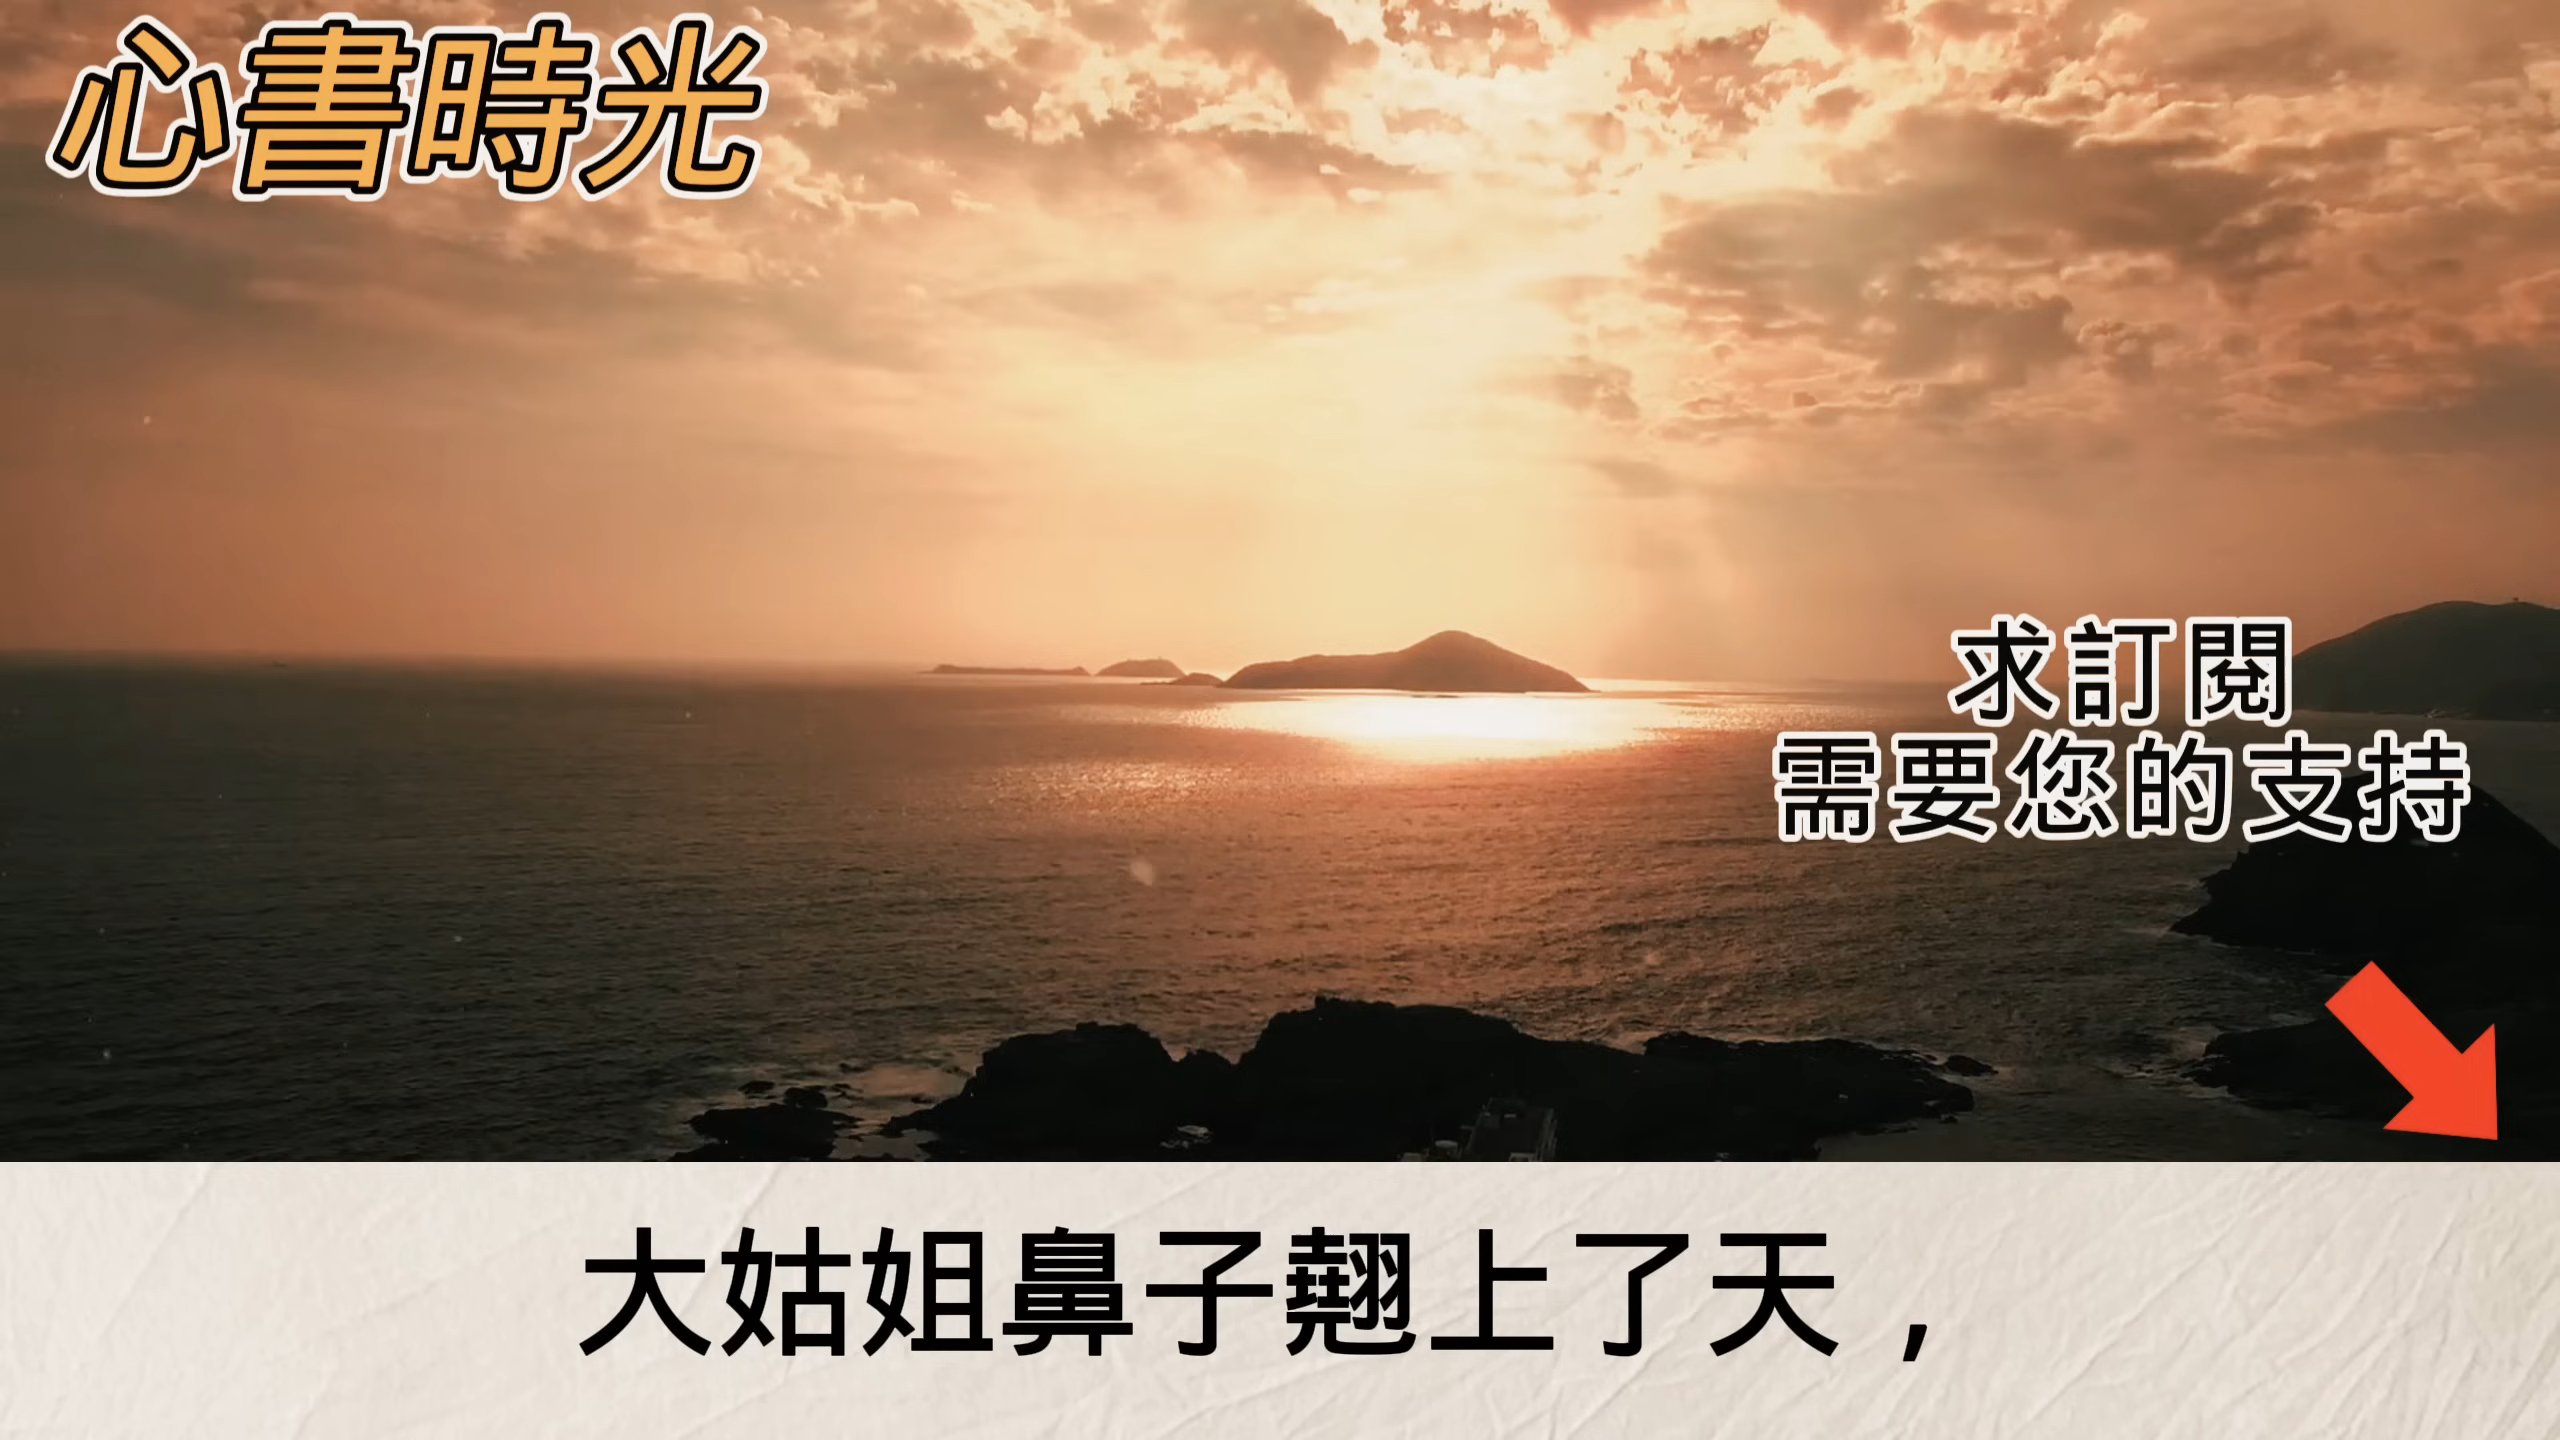 心書時光
求訂閱
需要您的支持
大姑姐鼻子翹上了天，